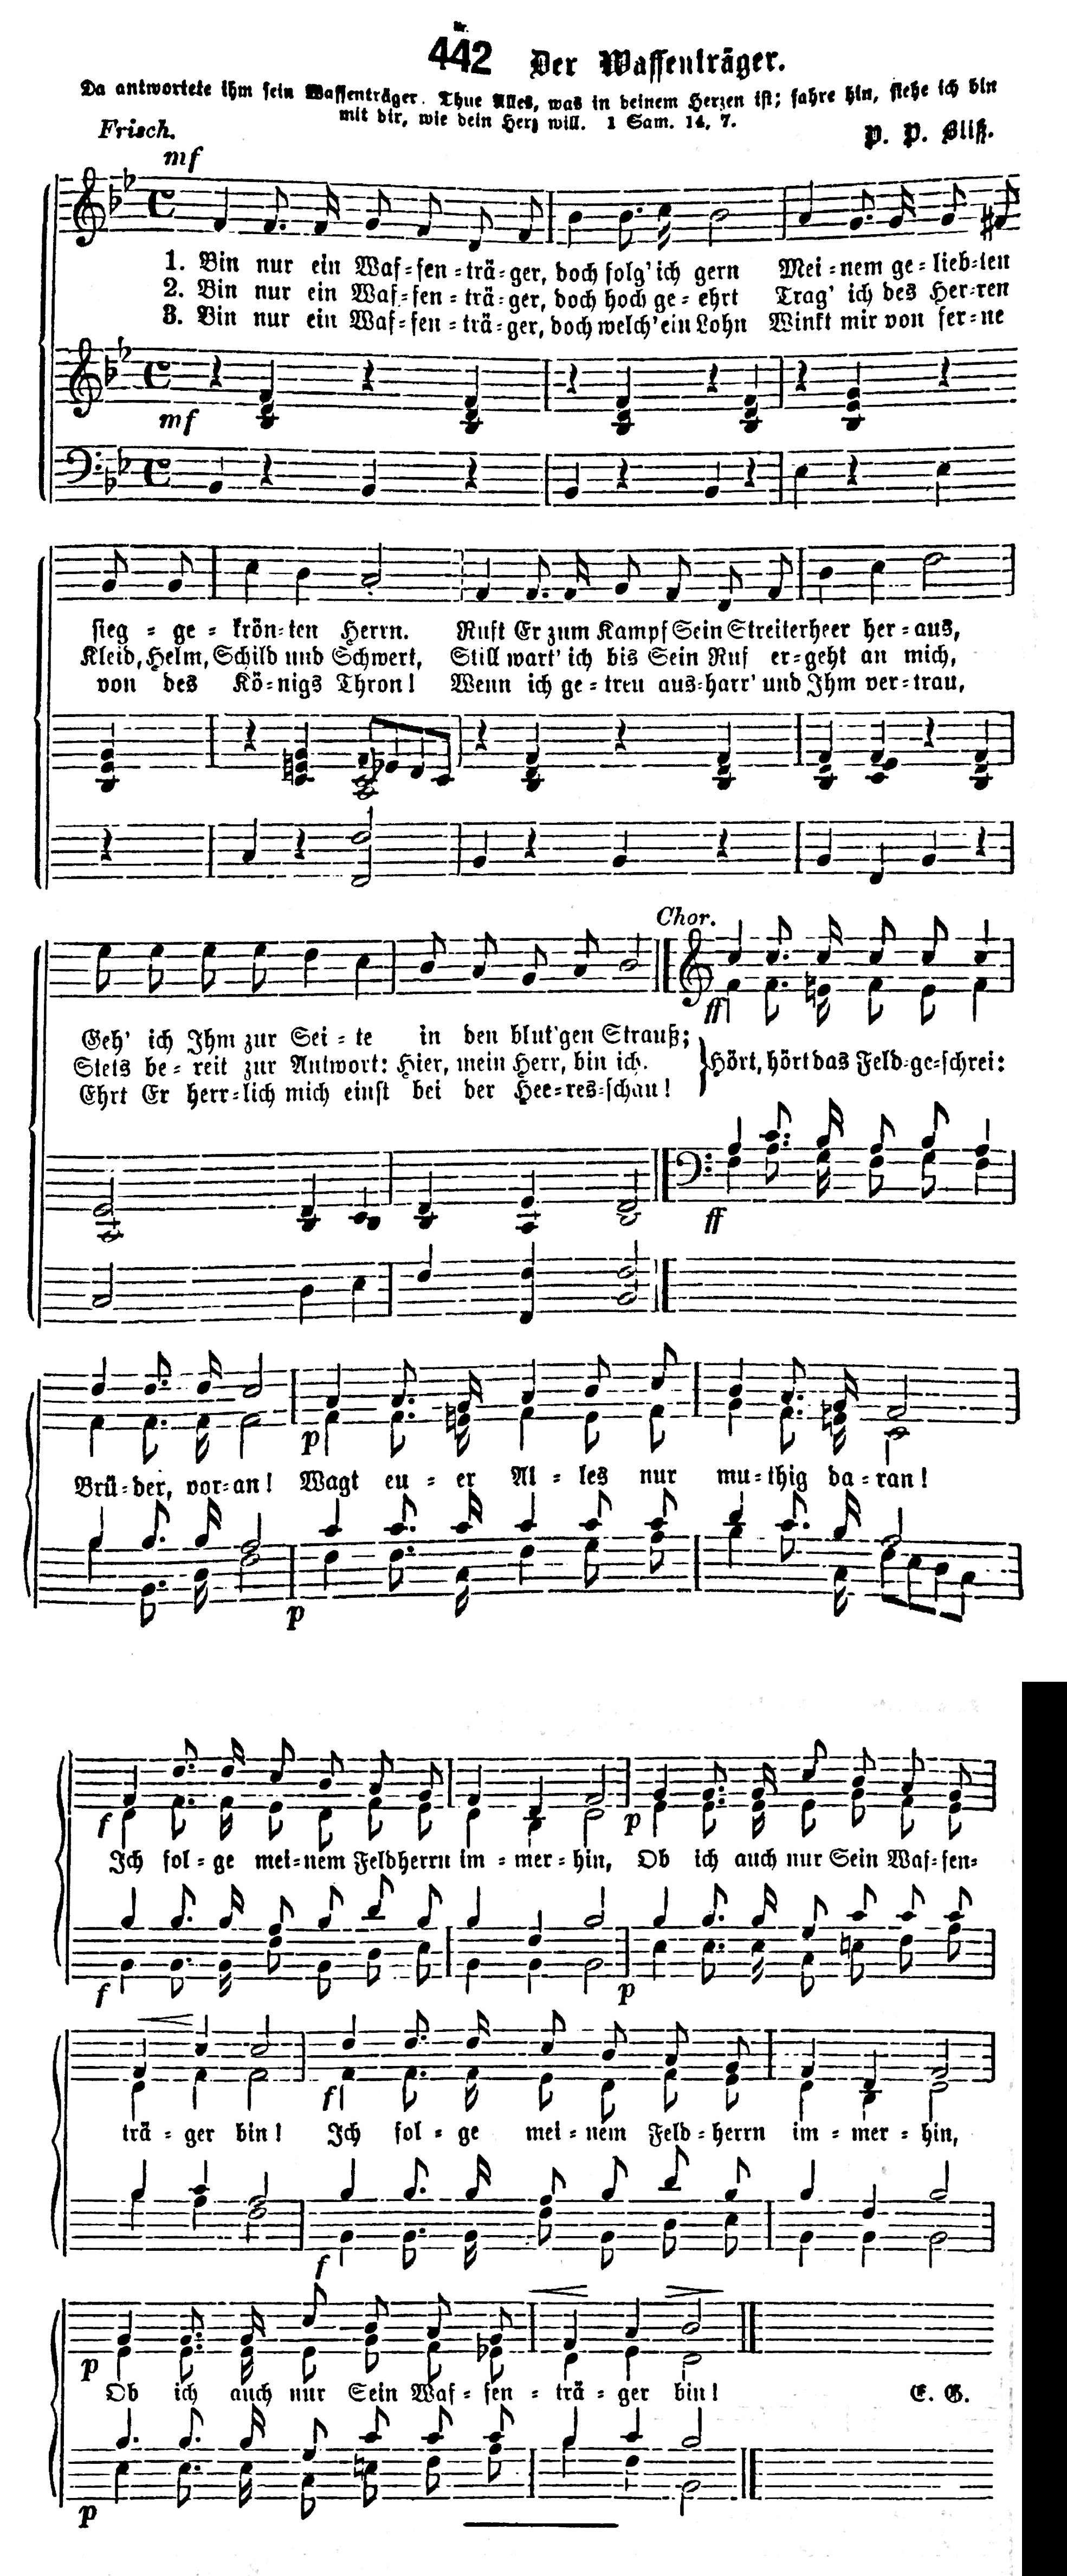 Nr.
442 Der Waffenträger.
Da antwortete ihm sein Waffenträger. Thue Alles, was in deinem Herzen ist; fahre hin, siehe ich bin
mit dir, wie dein Herz will. 1 Sam. 14, 7.
Frisch.
P. P. Bliß.
mf
1. Bin nur ein Waf-fen-trä-ger, doch folg' ich gern Mei-nem ge-lieb-ten
2. Bin nur ein Waf-fen-trä-ger, doch hoch ge-ehrt Trag' ich des Her-ren
3. Bin nur ein Waf-fen-trä-ger, doch welch' ein Lohn Winkt mir von fer-ne
mf
sieg-ge-krön-ten Herrn. Ruft Er zum Kampf Sein Streiterheer her-aus,
Kleid, Helm, Schild und Schwert, Still wart' ich bis Sein Ruf er-geht an mich,
von des Kö-nigs Thron! Wenn ich ge-treu aus-harr' und Ihm ver-trau,
Chor.
ff
Geh' ich Ihm zur Sei-te in den blut'gen Strauß;
Stets be-reit zur Antwort: Hier, mein Herr, bin ich.
Ehrt Er herr-lich mich einst bei der Hee-res-schau!
Hört, hört das Feld-ge-schrei:
ff
p
Brü-der, vor-an! Wagt eu-er Al-les nur mu-thig da-ran!
p
f p
Ich fol-ge mei-nem Feldherrn im-mer-hin, Ob ich auch nur Sein Waf-fen-
f p
f
trä-ger bin! Ich fol-ge mei-nem Feld-herrn im-mer-hin,
f
p
Ob ich auch nur Sein Waf-fen-trä-ger bin! E. G.
p